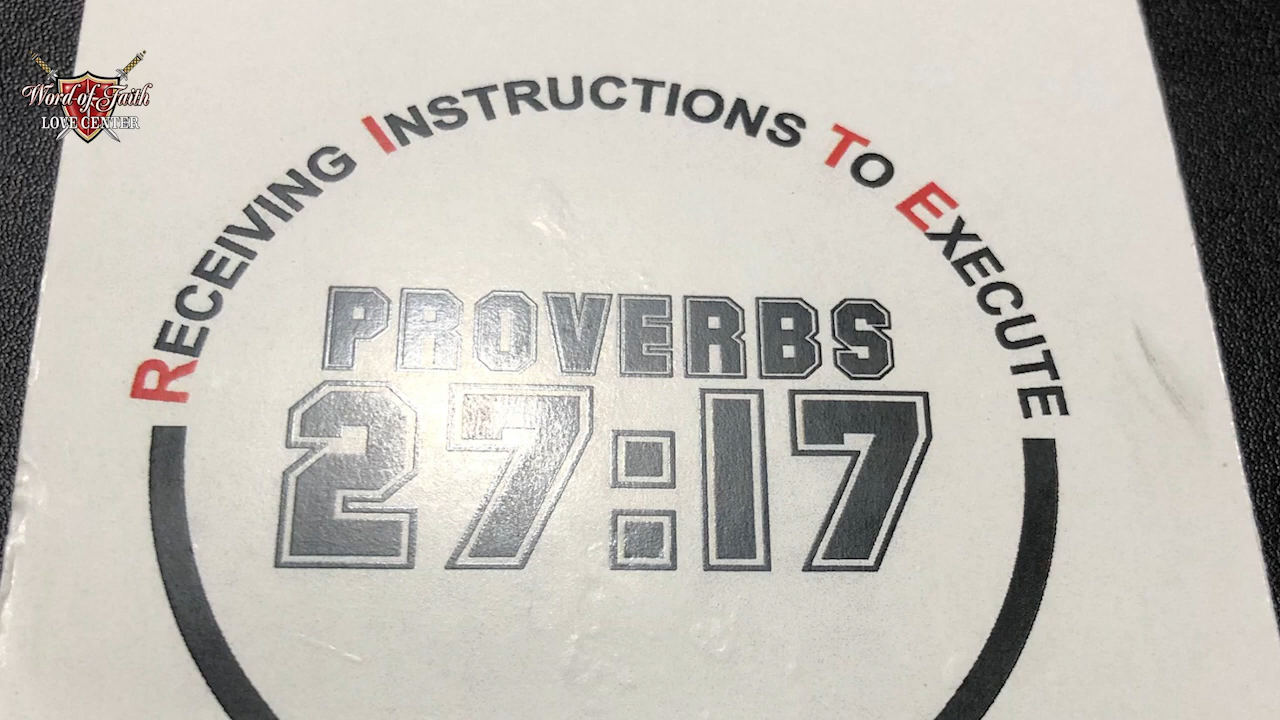 Word of Faith
LOVE CENTER
RECEIVING INSTRUCTIONS TO EXECUTE
PROVERBS
27:17